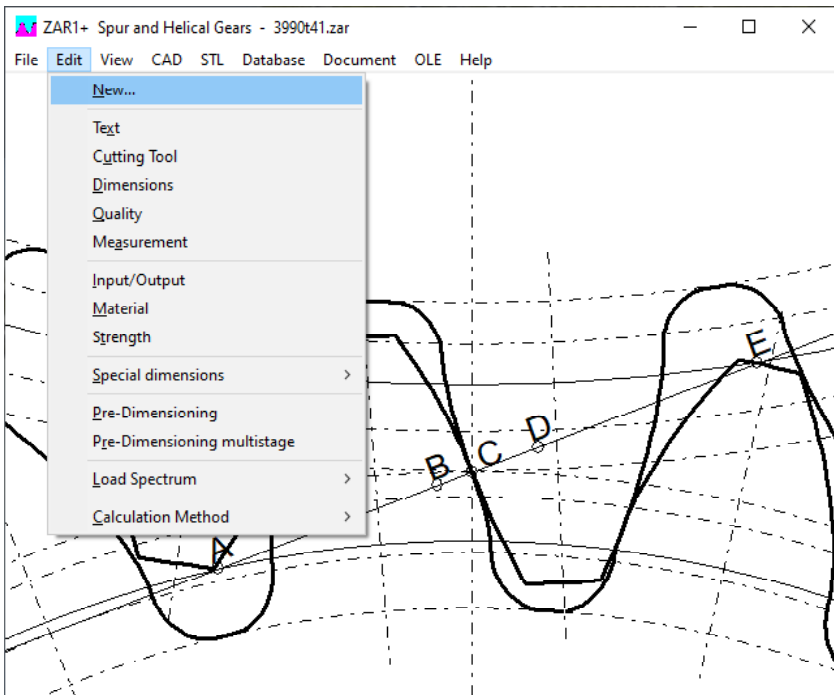 ZAR1+ Spur and Helical Gears - 3990t41.zar
File Edit View CAD STL Database Document OLE Help
New...
Text
Cutting Tool
Dimensions
Quality
Measurement
Input/Output
Material
Strength
Special dimensions
Pre-Dimensioning
Pre-Dimensioning multistage
Load Spectrum
Calculation Method
A
B
C
D
E